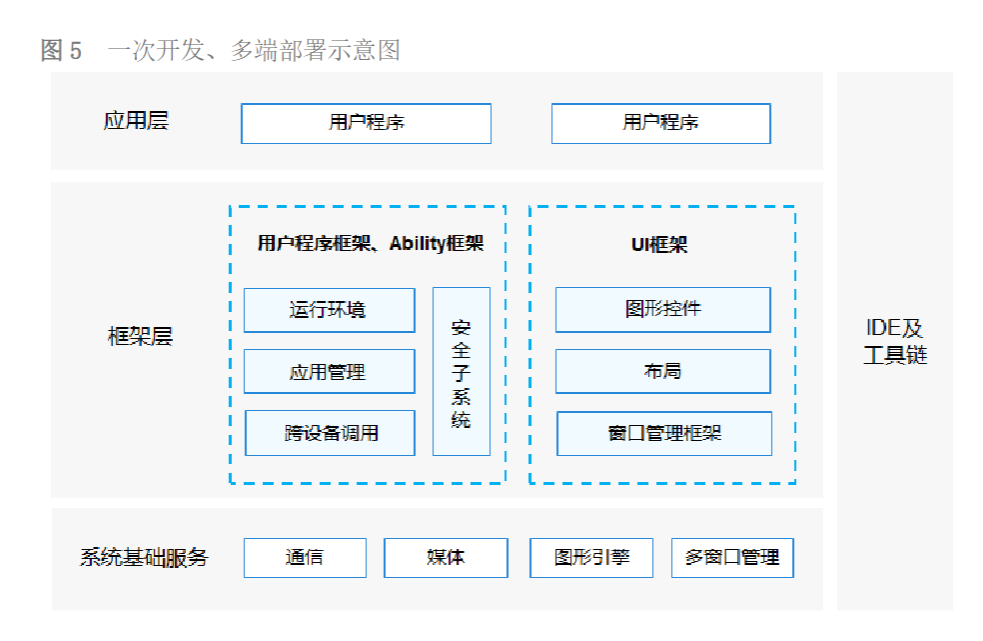 图 5 一次开发、多端部署示意图
应用层
用户程序
用户程序
框架层
用户程序框架、Ability框架
运行环境
应用管理
跨设备调用
安全子系统
UI框架
图形控件
布局
窗口管理框架
系统基础服务
通信
媒体
图形引擎
多窗口管理
IDE及
工具链